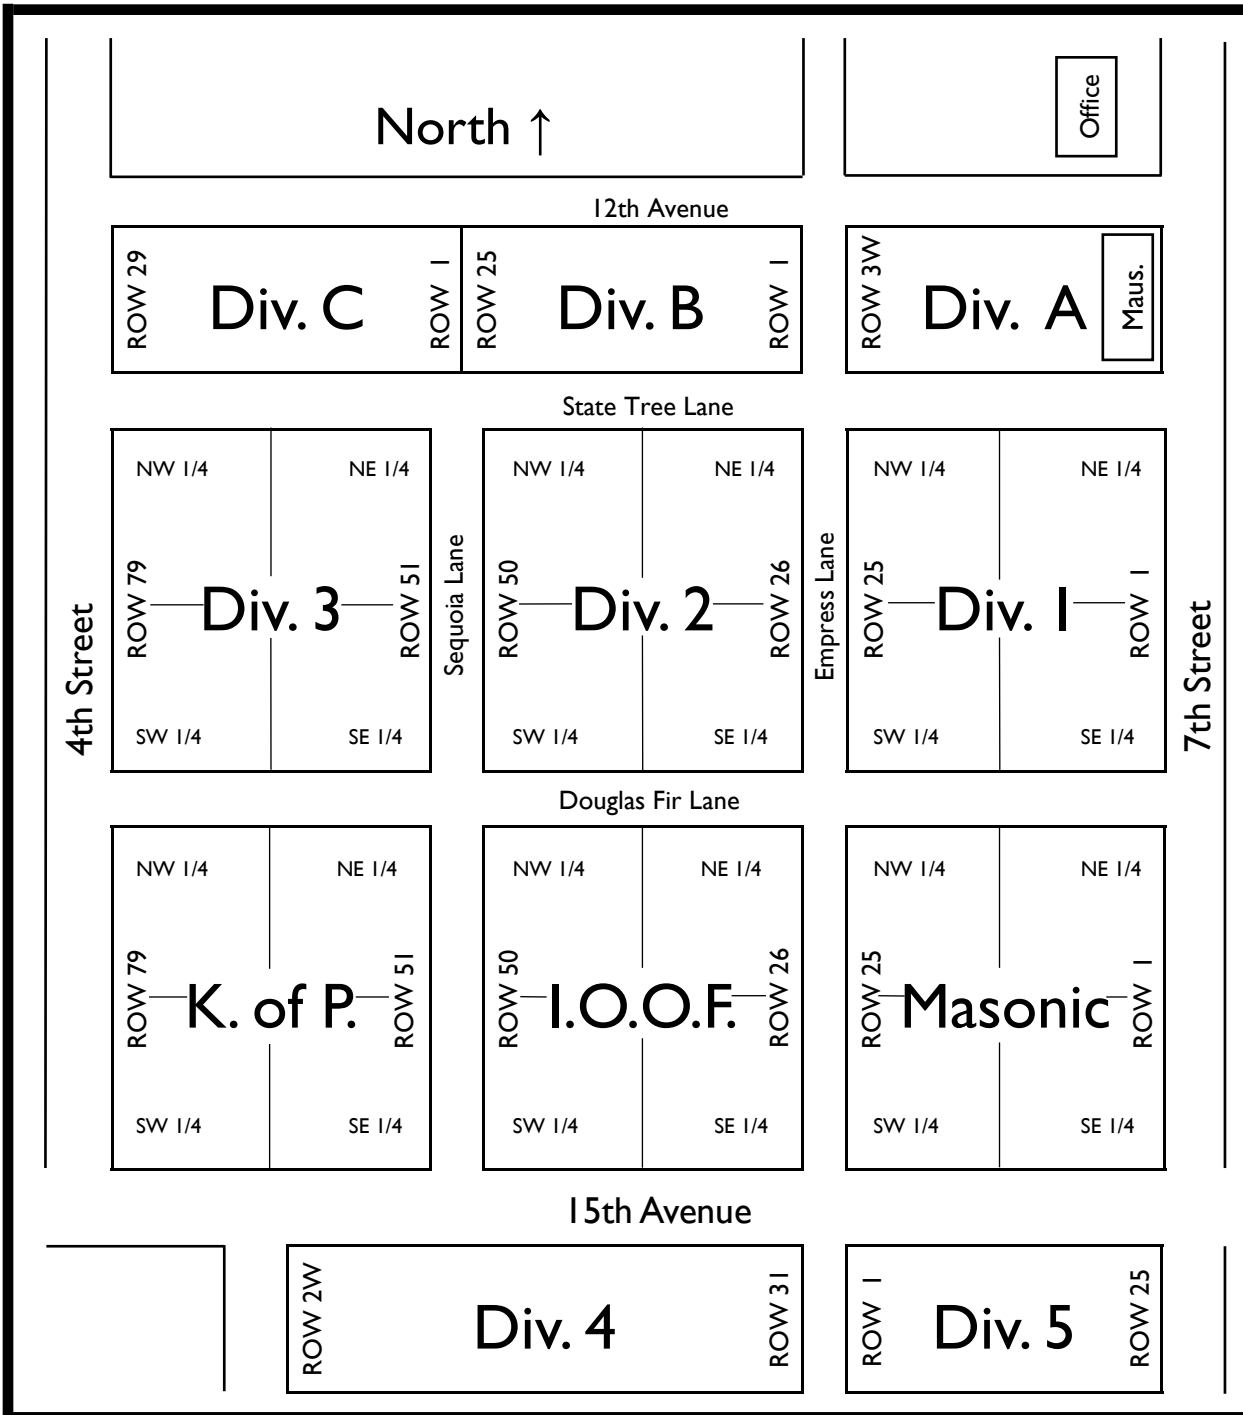 Office
North ↑
12th Avenue
ROW 29
Div. C
ROW 1
ROW 25
Div. B
ROW 1
ROW 3W
Div. A
Maus.
State Tree Lane
NW 1/4
NE 1/4
NW 1/4
NE 1/4
NW 1/4
NE 1/4
4th Street
ROW 79
Div. 3
ROW 51
Sequoia Lane
ROW 50
Div. 2
ROW 26
Empress Lane
ROW 25
Div. 1
ROW 1
7th Street
SW 1/4
SE 1/4
SW 1/4
SE 1/4
SW 1/4
SE 1/4
Douglas Fir Lane
NW 1/4
NE 1/4
NW 1/4
NE 1/4
NW 1/4
NE 1/4
ROW 79
K. of P.
ROW 51
ROW 50
I.O.O.F.
ROW 26
ROW 25
Masonic
ROW 1
SW 1/4
SE 1/4
SW 1/4
SE 1/4
SW 1/4
SE 1/4
15th Avenue
ROW 2W
Div. 4
ROW 31
ROW 1
Div. 5
ROW 25